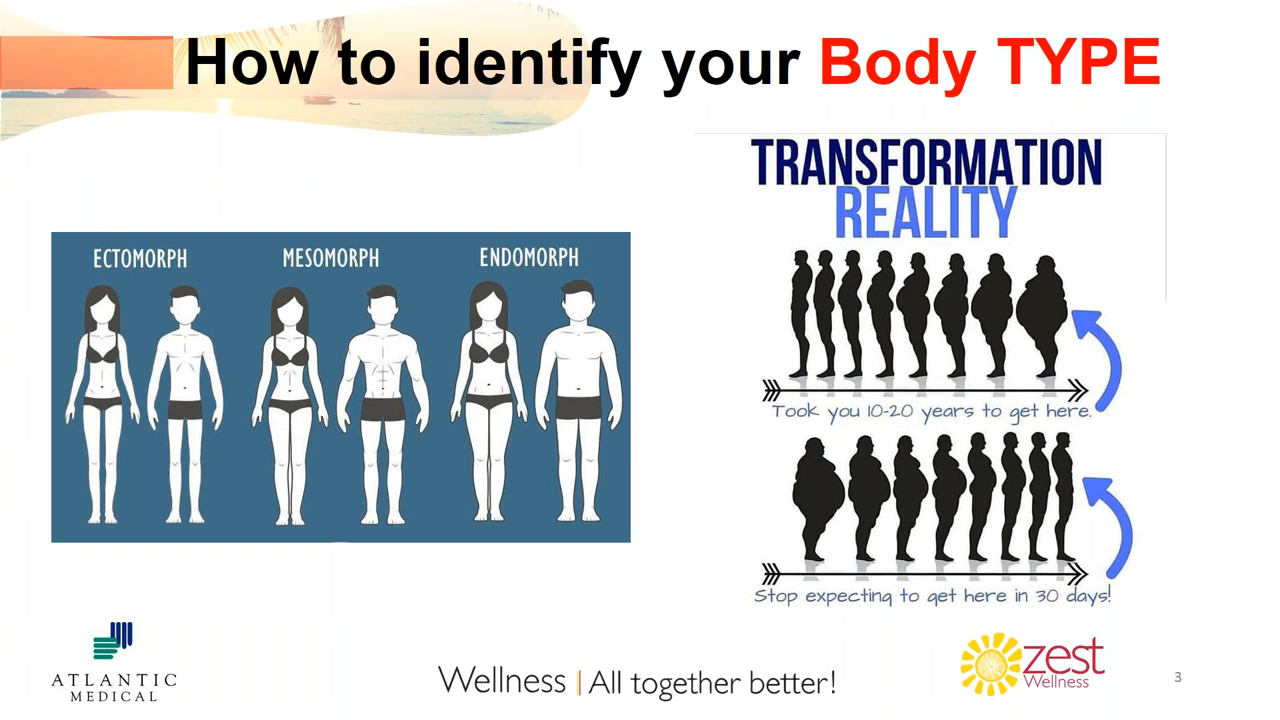 How to identify your Body TYPE
ECTOMORPH MESOMORPH ENDOMORPH
TRANSFORMATION
REALITY
Took you 10-20 years to get here.
Stop expecting to get here in 30 days!
ATLANTIC
MEDICAL
Wellness | All together better!
zest
Wellness
3